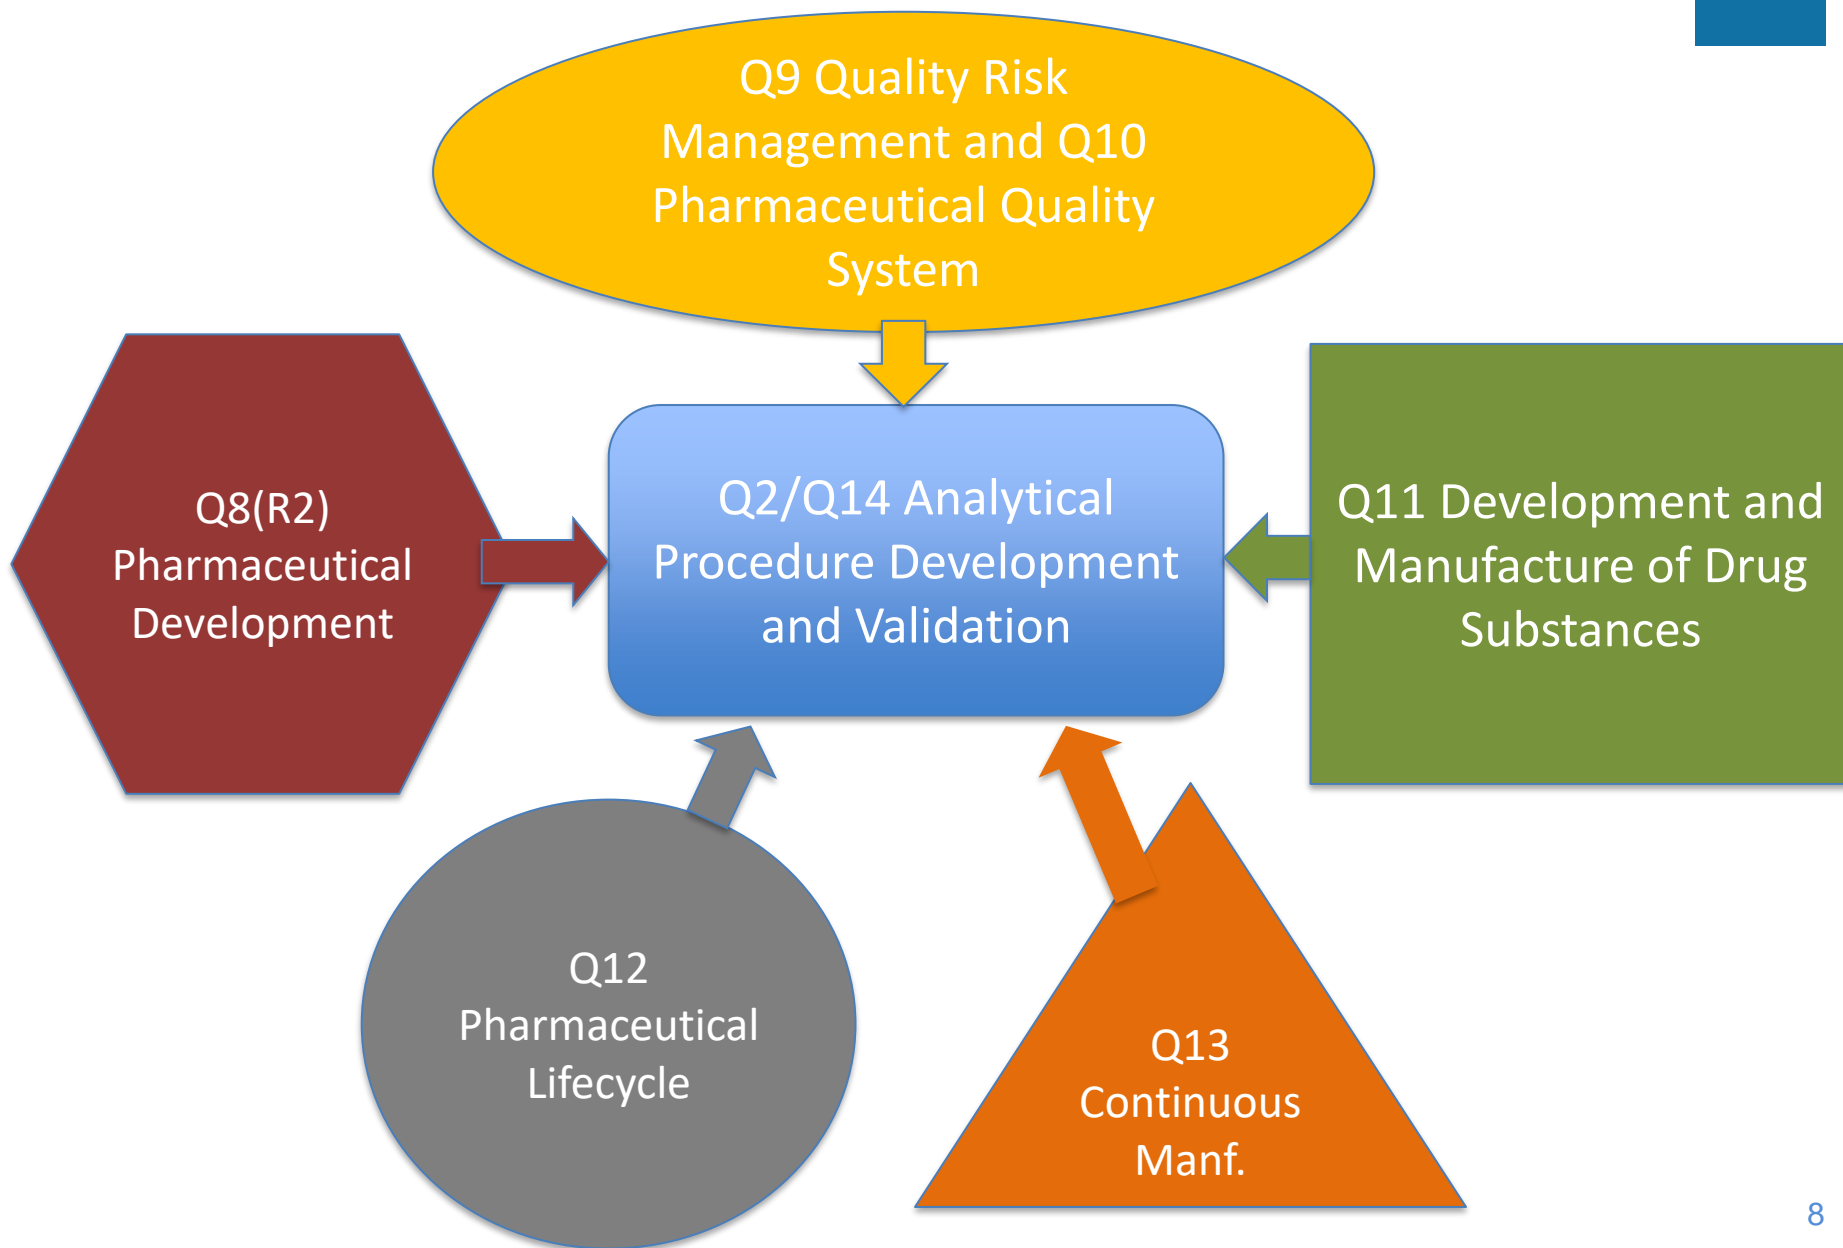 Q9 Quality Risk
Management and Q10
Pharmaceutical Quality
System
Q8(R2)
Pharmaceutical
Development
Q2/Q14 Analytical
Procedure Development
and Validation
Q11 Development and
Manufacture of Drug
Substances
Q12
Pharmaceutical
Lifecycle
Q13
Continuous
Manf.
8